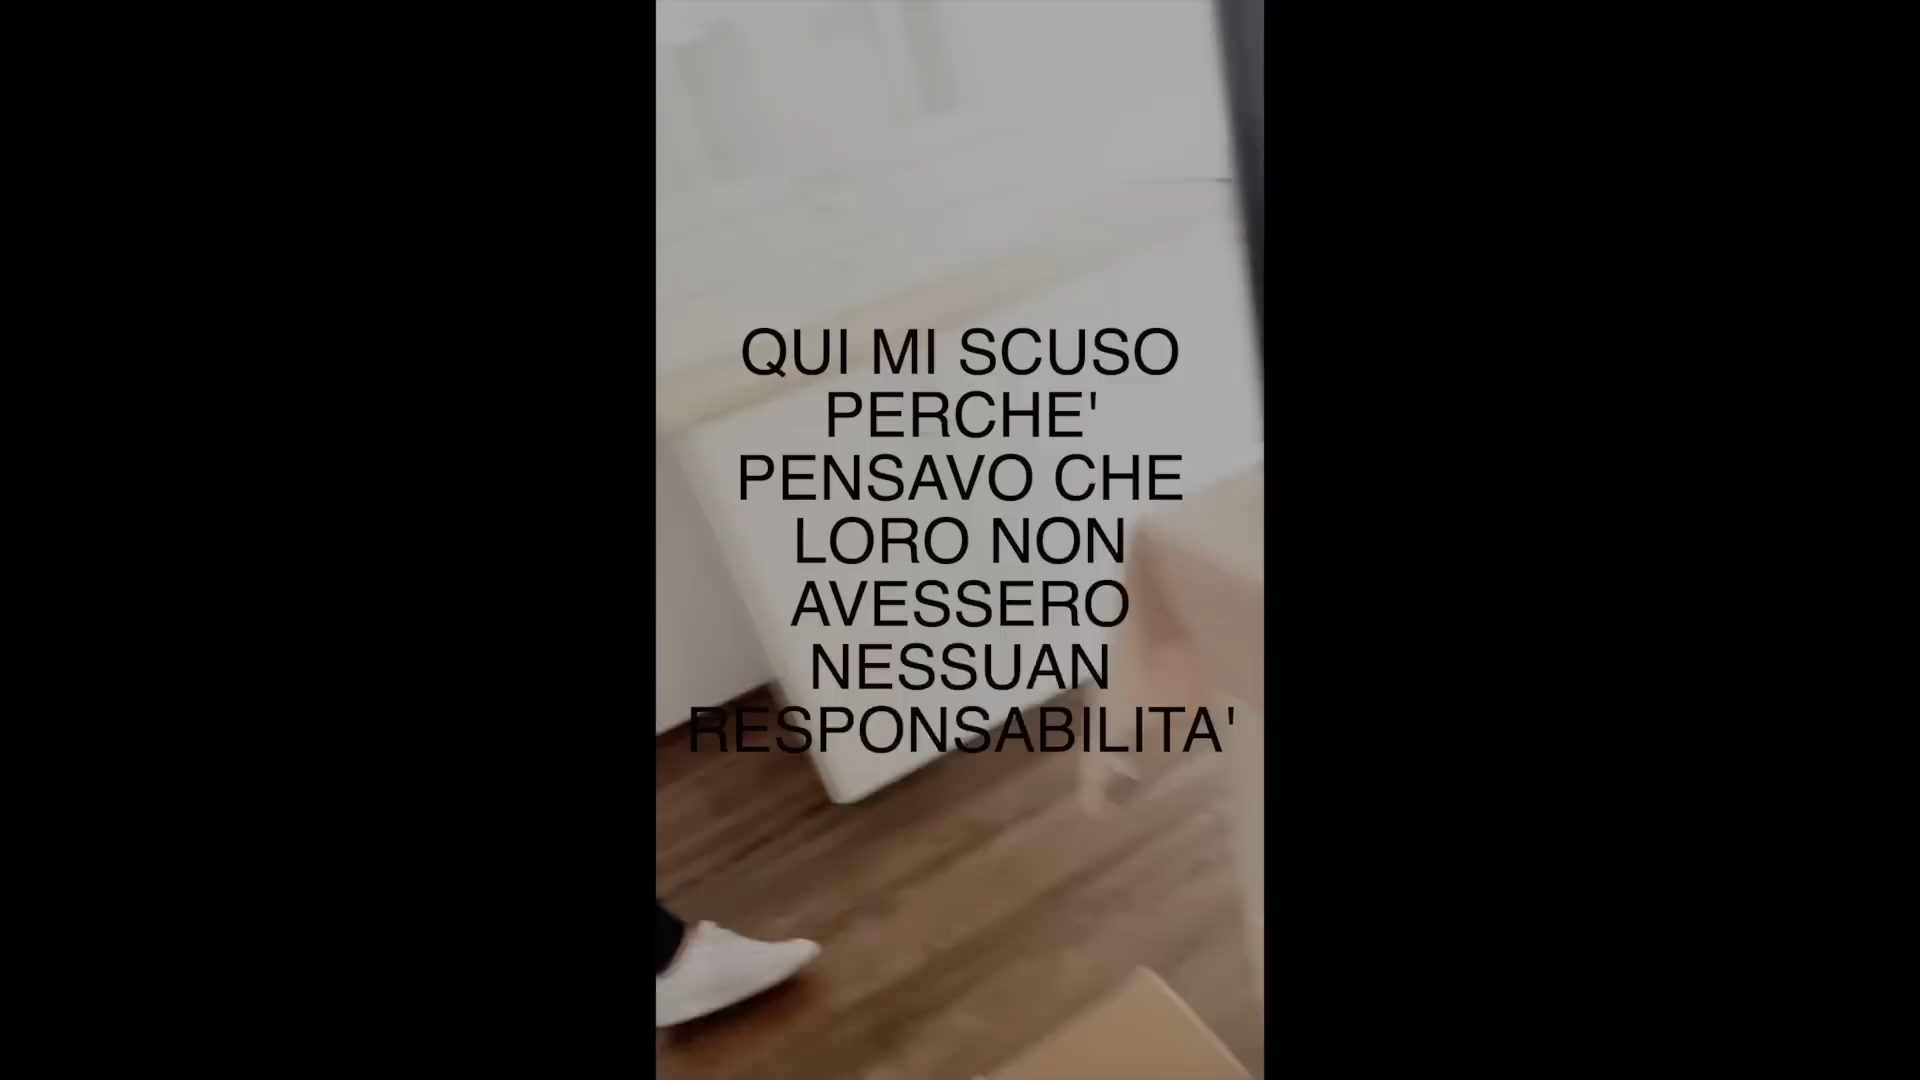 QUI MI SCUSO
PERCHE'
PENSAVO CHE
LORO NON
AVESSERO
NESSUAN
RESPONSABILITA'